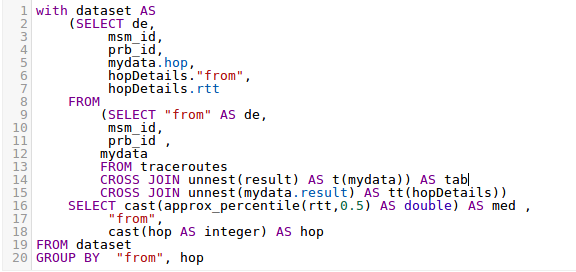 1 with dataset AS
2 (SELECT de,
3 msm_id,
4 prb_id,
5 mydata.hop,
6 hopDetails."from",
7 hopDetails.rtt
8 FROM
9 (SELECT "from" AS de,
10 msm_id,
11 prb_id ,
12 mydata
13 FROM traceroutes
14 CROSS JOIN unnest(result) AS t(mydata)) AS tab
15 CROSS JOIN unnest(mydata.result) AS tt(hopDetails))
16 SELECT cast(approx_percentile(rtt,0.5) AS double) AS med ,
17 "from",
18 cast(hop AS integer) AS hop
19 FROM dataset
20 GROUP BY "from", hop